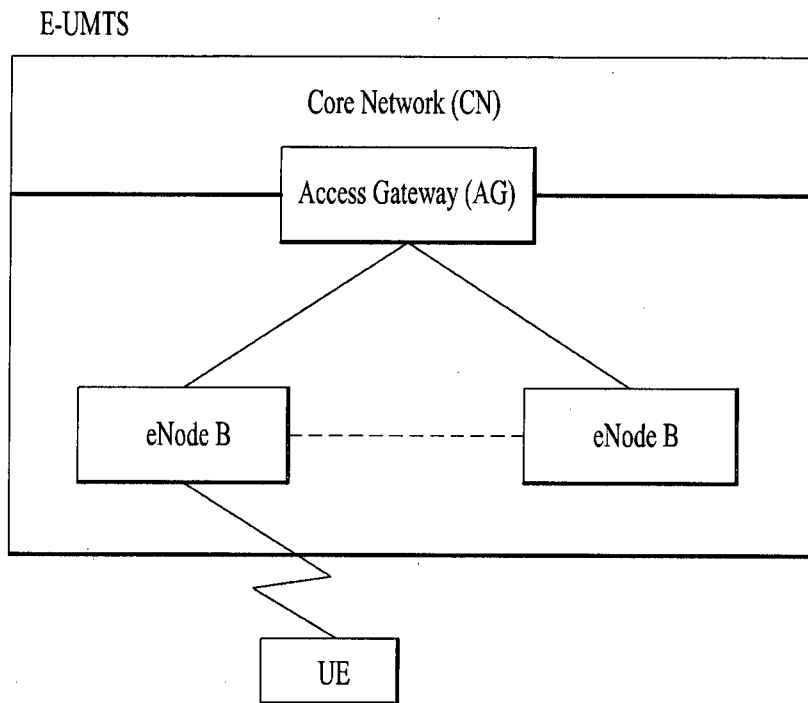 E-UMTS
Core Network (CN)
Access Gateway (AG)
eNode B
eNode B
UE